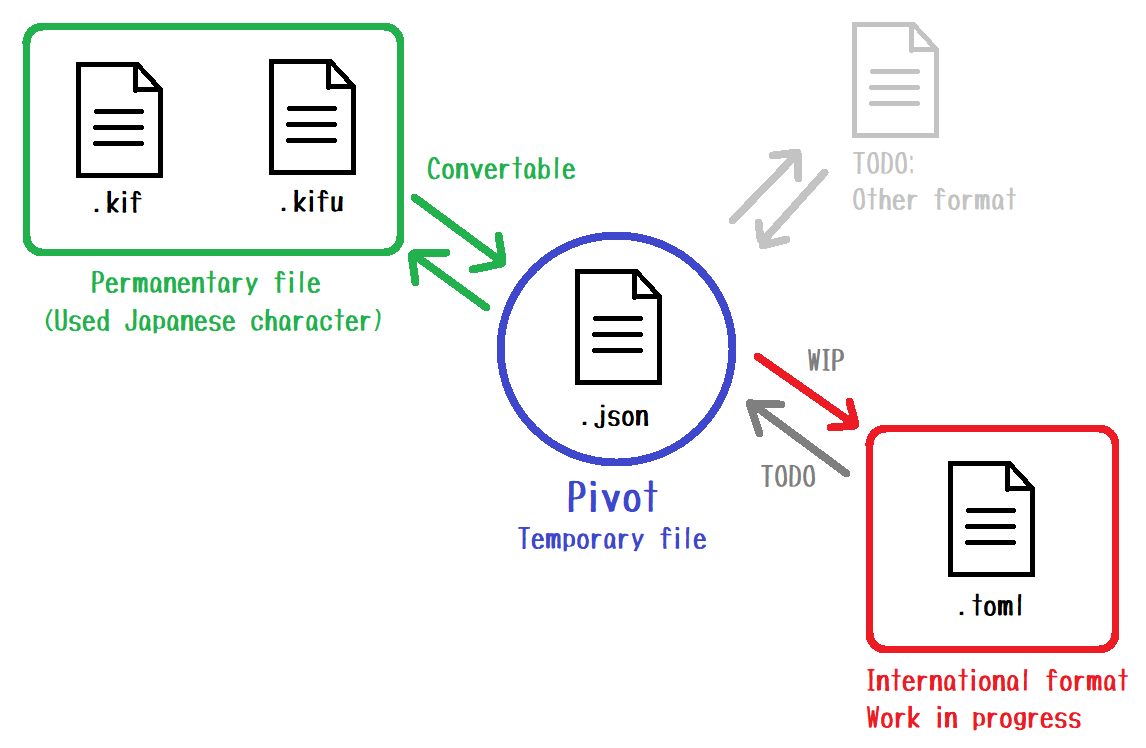 .kif
.kifu
Convertable
Permanentary file
(Used Japanese character)
TODO:
Other format
.json
Pivot
Temporary file
WIP
TODO
.toml
International format
Work in progress